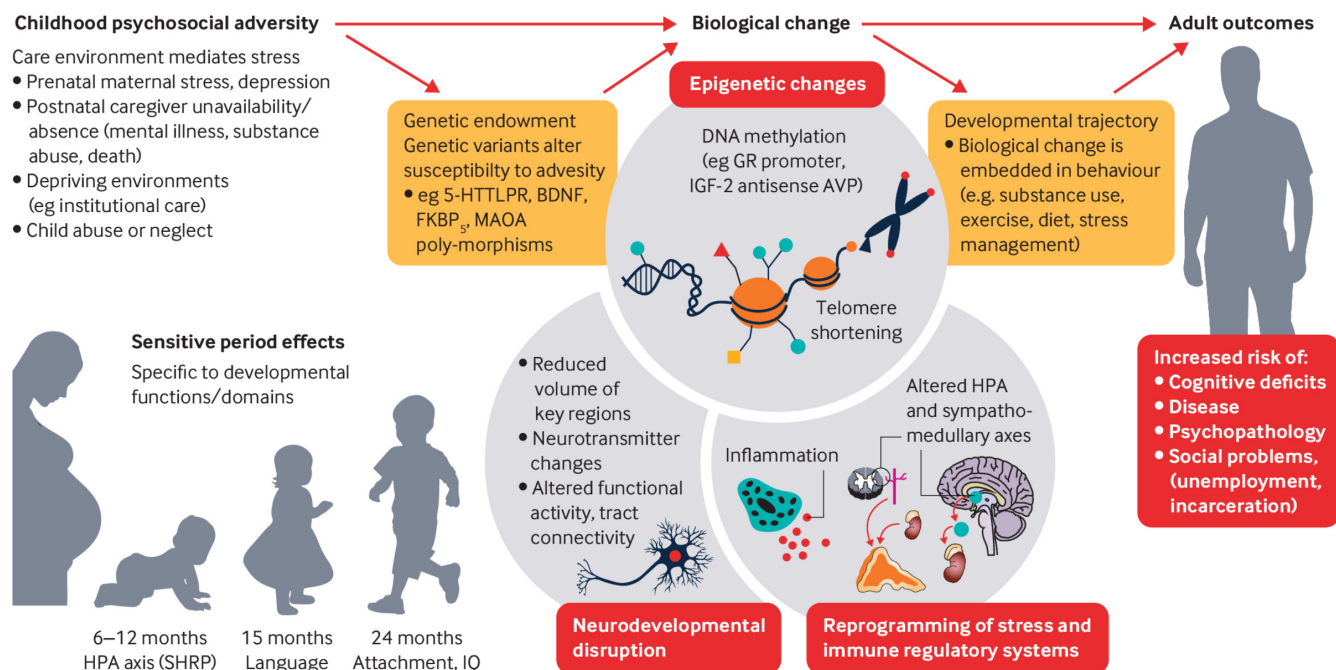 Childhood psychosocial adversity
Care environment mediates stress
• Prenatal maternal stress, depression
• Postnatal caregiver unavailability/
absence (mental illness, substance
abuse, death)
• Depriving environments
(eg institutional care)
• Child abuse or neglect
Genetic endowment
Genetic variants alter
susceptibilty to advesity
• eg 5-HTTLPR, BDNF,
FKBP5, MAOA
poly-morphisms
Biological change
Epigenetic changes
DNA methylation
(eg GR promoter,
IGF-2 antisense AVP)
Telomere
shortening
Developmental trajectory
• Biological change is
embedded in behaviour
(e.g. substance use,
exercise, diet, stress
management)
Adult outcomes
Increased risk of:
• Cognitive deficits
• Disease
• Psychopathology
• Social problems,
(unemployment,
incarceration)
Sensitive period effects
Specific to developmental
functions/domains
6–12 months
HPA axis (SHRP)
15 months
Language
24 months
Attachment, IQ
• Reduced
volume of
key regions
• Neurotransmitter
changes
• Altered functional
activity, tract
connectivity
Neurodevelopmental
disruption
Inflammation
Altered HPA
and sympatho-
medullary axes
Reprogramming of stress and
immune regulatory systems